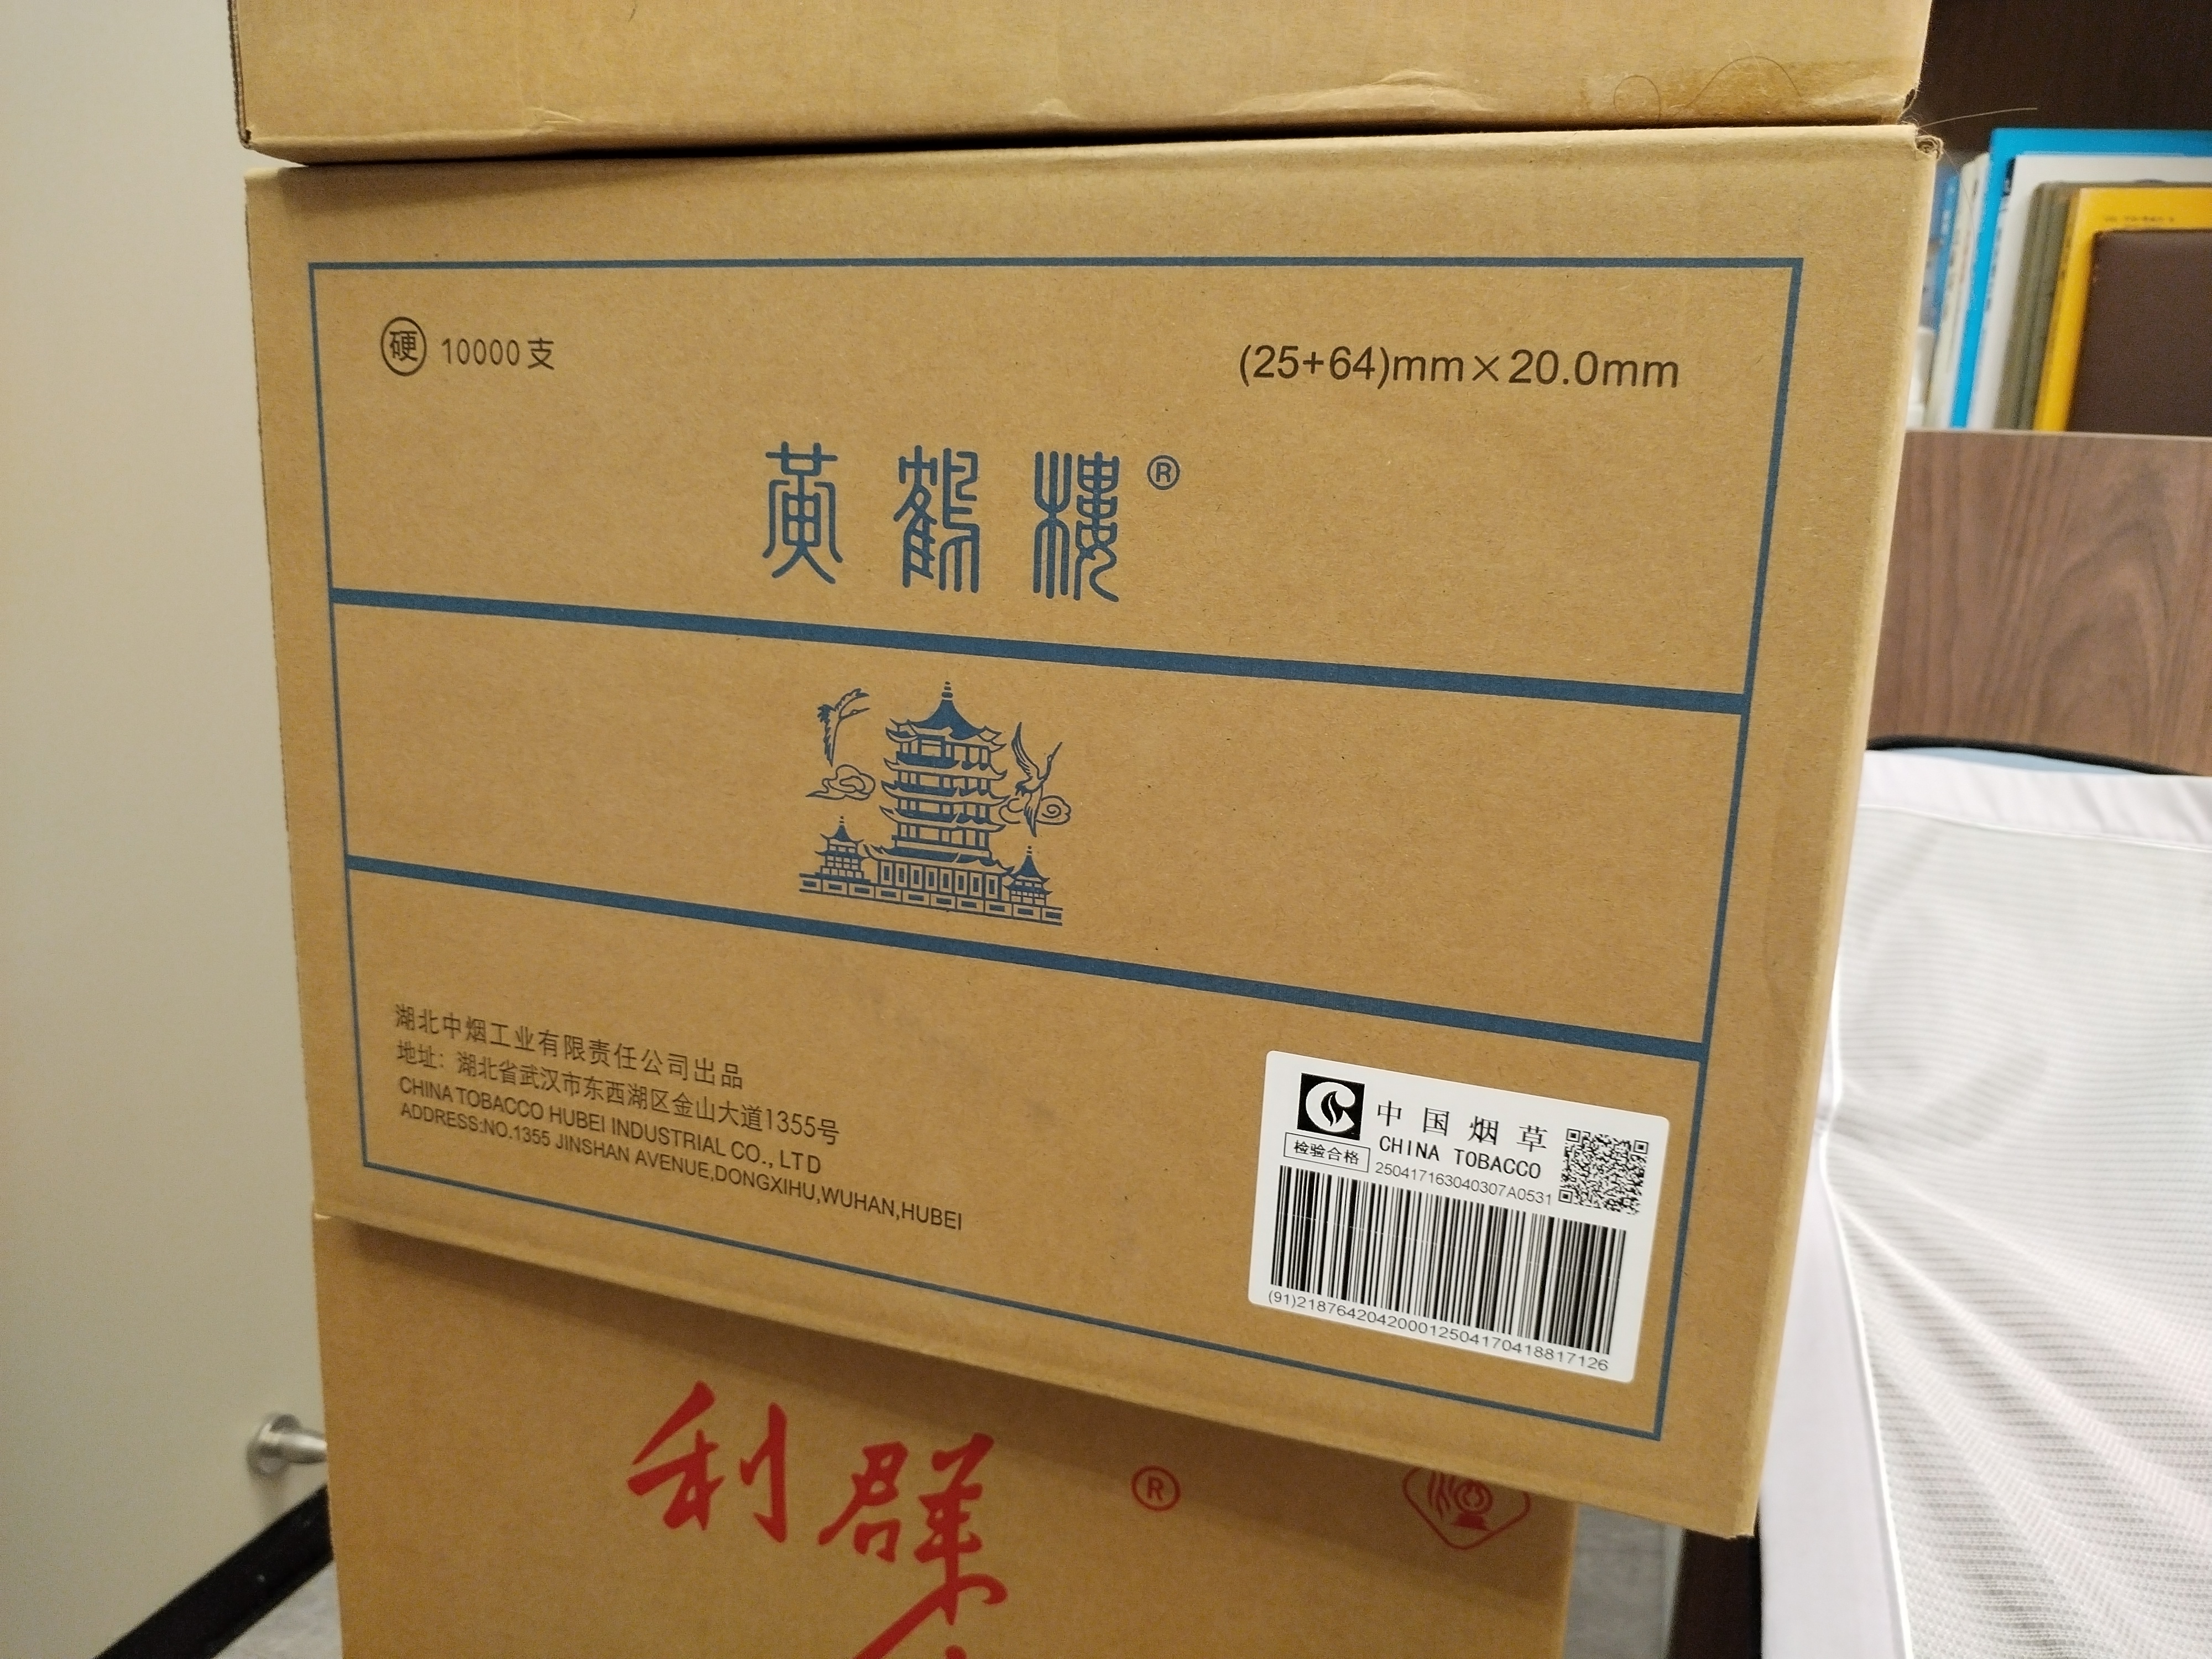 硬 10000支
(25+64)mm×20.0mm
黃鶴樓®
湖北中烟工业有限责任公司出品
地址：湖北省武汉市东西湖区金山大道1355号
CHINA TOBACCO HUBEI INDUSTRIAL CO., LTD
ADDRESS:NO.1355 JINSHAN AVENUE,DONGXIHU,WUHAN,HUBEI
中国烟草
CHINA TOBACCO
检验合格
250417163040307A0531
(91)218764204200012504170418817126
利群®